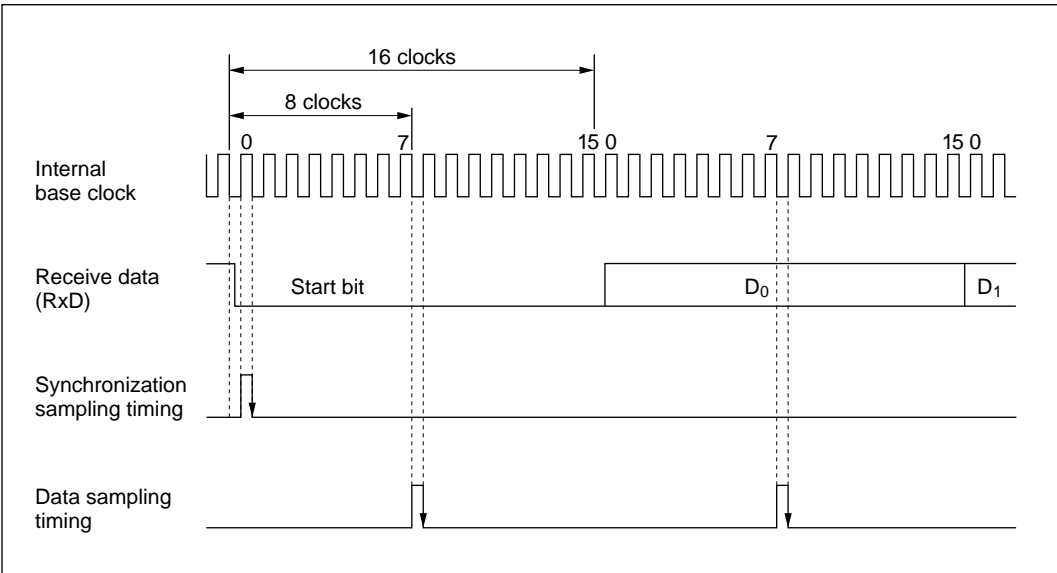 16 clocks
8 clocks
0 7 15 0 7 15 0
Internal
base clock
Receive data
(RxD)
Start bit D₀ D₁
Synchronization
sampling timing
Data sampling
timing